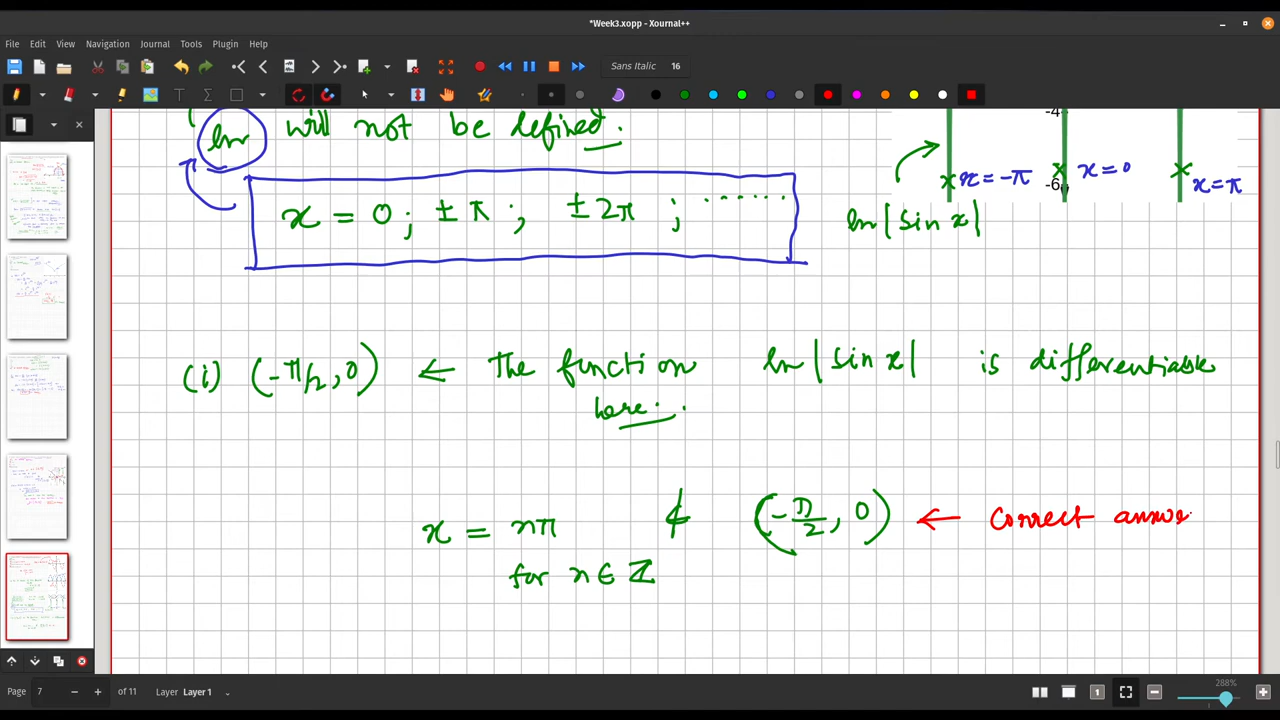 *Week3.xopp - Xournal++
File Edit View Navigation Journal Tools Plugin Help
Sans Italic 16
ln will not be defined.
x = 0; ±π; ±2π; ......
-4
-6
x = -π
x = 0
x = π
ln|sin x|
(i) (-π/2, 0) ← The function ln|sin x| is differentiable
here.
x = nπ ∉ (-π/2, 0) ← Correct answe
for n ∈ ℤ
Page 7 of 11 Layer Layer 1
288%